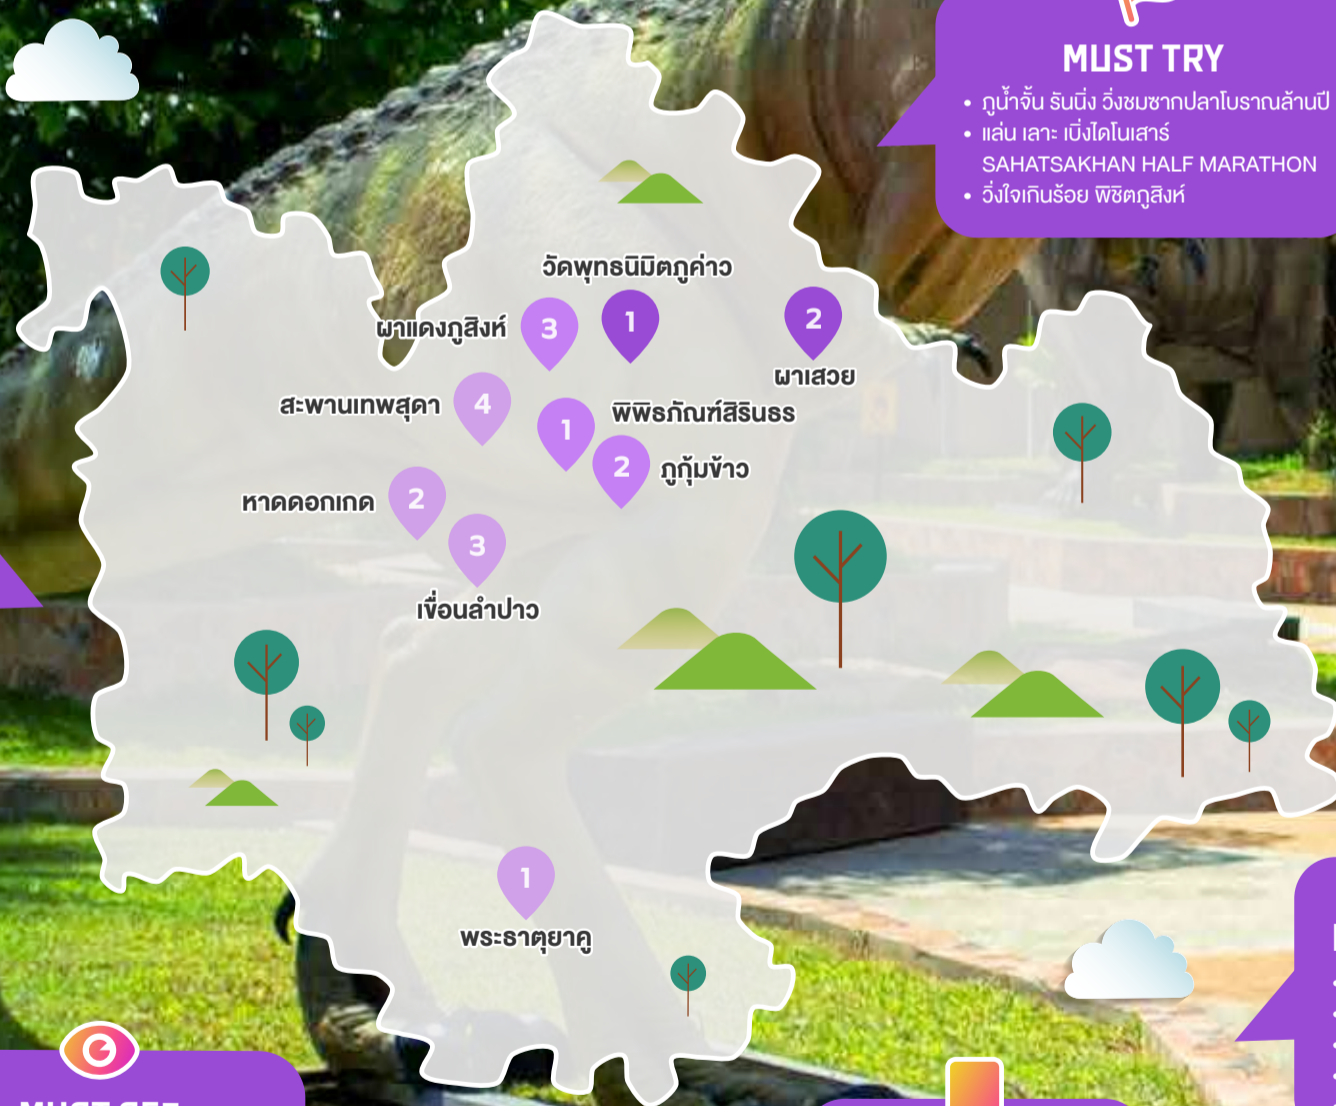 MUST TRY
• ภูน้ำจั้น รันนิ่ง วิ่งชมซากปลาโบราณล้านปี
• แล่น เลาะ เบิ่งไดโนเสาร์
SAHATSAKHAN HALF MARATHON
• วิ่งใจเกินร้อย พิชิตภูสิงห์
วัดพุทธนิมิตภูค่าว
1
ผาแดงภูสิงห์
3
2
ผาเสวย
สะพานเทพสุดา
4
1
พิพิธภัณฑ์สิรินธร
2
ภูกุ้มข้าว
หาดดอกเกด
2
3
เขื่อนลำปาว
1
พระธาตุยาคู